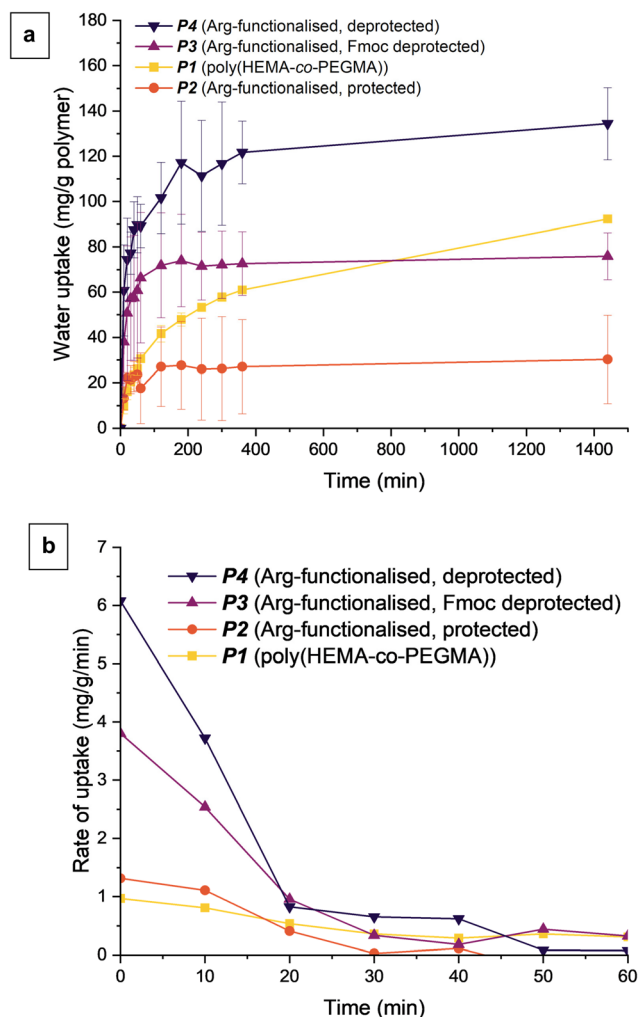 a
P4 (Arg-functionalised, deprotected)
P3 (Arg-functionalised, Fmoc deprotected)
P1 (poly(HEMA-co-PEGMA))
P2 (Arg-functionalised, protected)
Water uptake (mg/g polymer)
180
160
140
120
100
80
60
40
20
0
0 200 400 600 800 1000 1200 1400
Time (min)
b
P4 (Arg-functionalised, deprotected)
P3 (Arg-functionalised, Fmoc deprotected)
P2 (Arg-functionalised, protected)
P1 (poly(HEMA-co-PEGMA))
Rate of uptake (mg/g/min)
7
6
5
4
3
2
1
0
0 10 20 30 40 50 60
Time (min)